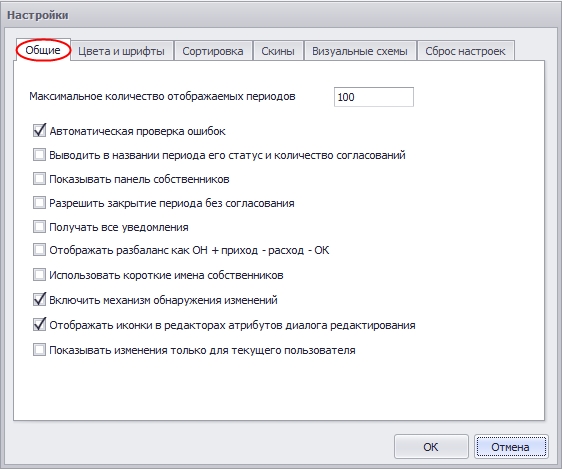 Настройки
Общие
Цвета и шрифты
Сортировка
Скины
Визуальные схемы
Сброс настроек
Максимальное количество отображаемых периодов 100
Автоматическая проверка ошибок
Выводить в названии периода его статус и количество согласований
Показывать панель собственников
Разрешить закрытие периода без согласования
Получать все уведомления
Отображать разбаланс как ОН + приход - расход - ОК
Использовать короткие имена собственников
Включить механизм обнаружения изменений
Отображать иконки в редакторах атрибутов диалога редактирования
Показывать изменения только для текущего пользователя
ОК
Отмена